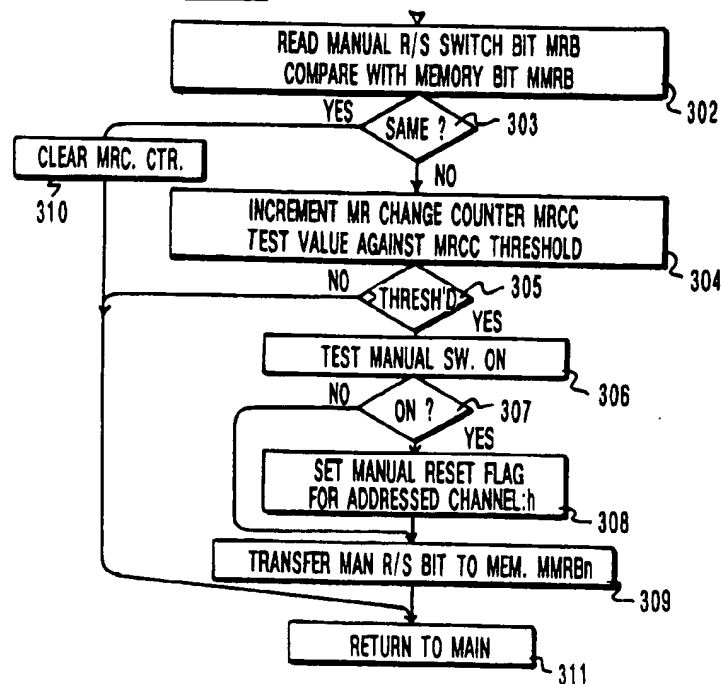 READ MANUAL R/S SWITCH BIT MRB
COMPARE WITH MEMORY BIT MMRB
302
YES
SAME ?
303
CLEAR MRC. CTR.
310
NO
INCREMENT MR CHANGE COUNTER MRCC
TEST VALUE AGAINST MRCC THRESHOLD
304
NO
THRESH'D
305
YES
TEST MANUAL SW. ON
306
NO
ON ?
307
YES
SET MANUAL RESET FLAG
FOR ADDRESSED CHANNEL:h
308
TRANSFER MAN R/S BIT TO MEM. MMRBn
309
RETURN TO MAIN
311